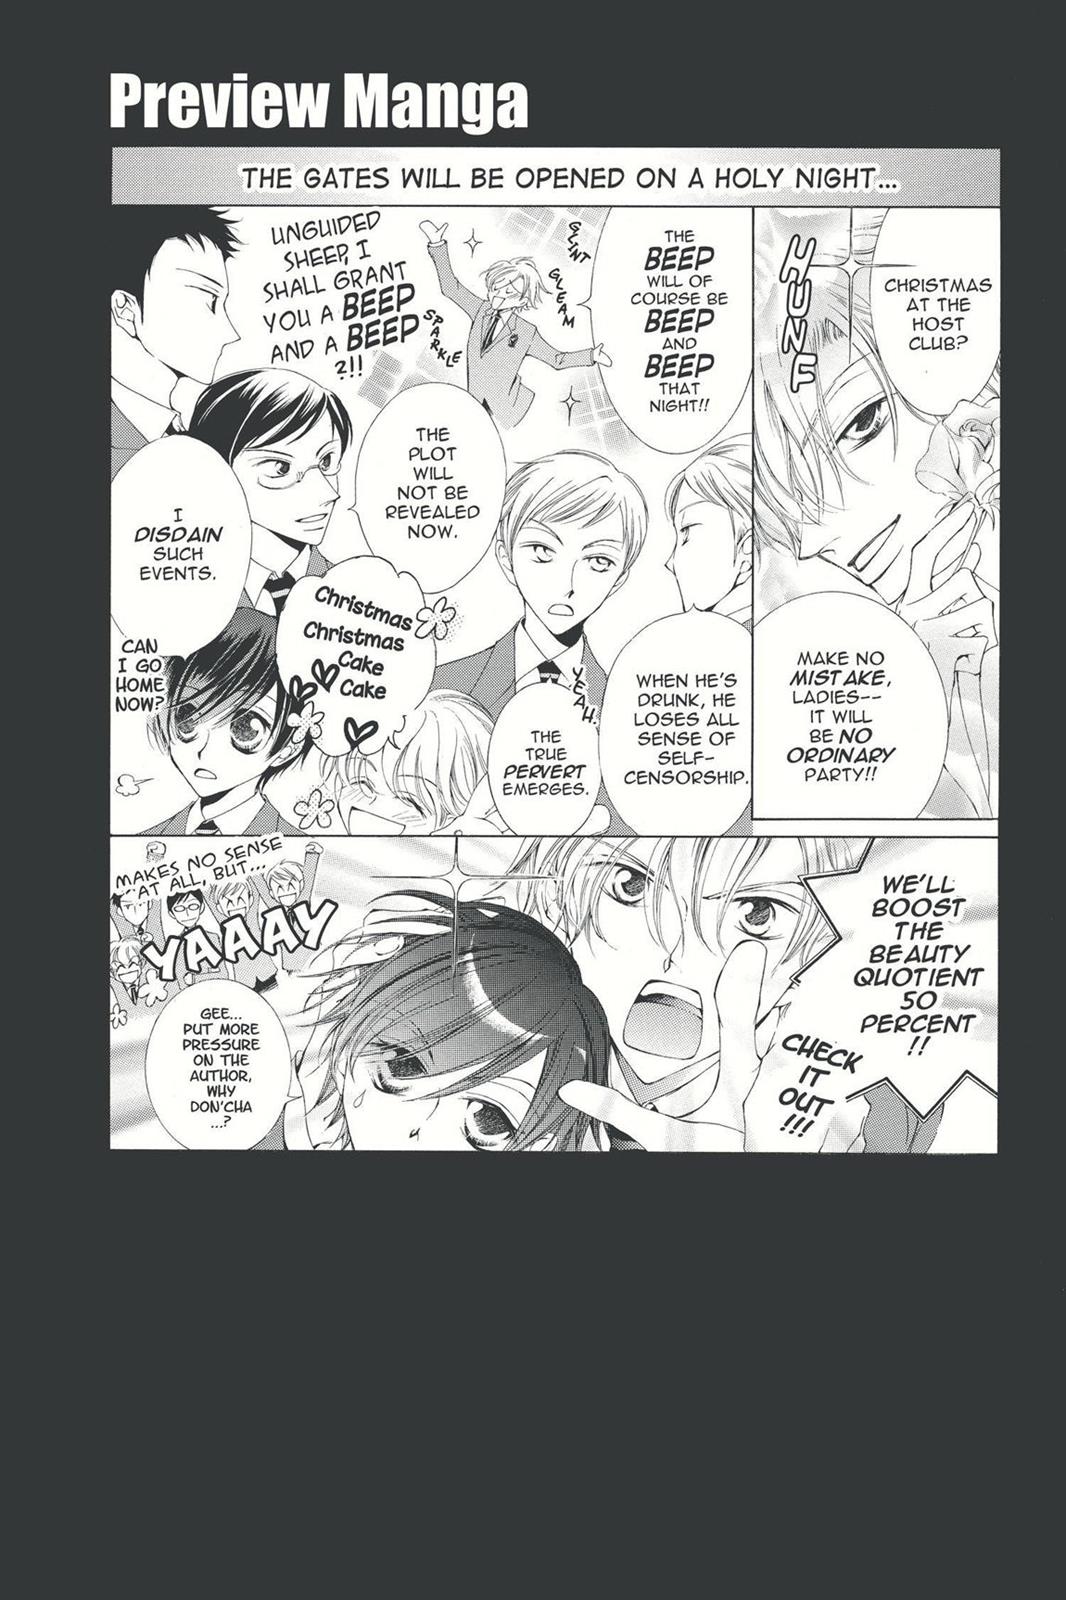 Preview Manga
THE GATES WILL BE OPENED ON A HOLY NIGHT...
CHRISTMAS
AT THE
HOST
CLUB?
HUNF
MAKE NO
MISTAKE,
LADIES--
IT WILL
BE NO
ORDINARY
PARTY!!
THE
BEEP
WILL OF
COURSE BE
BEEP
AND
BEEP
THAT
NIGHT!!
GLINT
GLEAM
SPARKLE
UNGUIDED
SHEEP, I
SHALL GRANT
YOU A BEEP
AND A BEEP
?!!
WHEN HE'S
DRUNK, HE
LOSES ALL
SENSE OF
SELF-
CENSORSHIP.
YEAH.
THE
TRUE
PERVERT
EMERGES.
THE
PLOT
WILL
NOT BE
REVEALED
NOW.
I
DISDAIN
SUCH
EVENTS.
Christmas
Christmas
Cake
Cake
CAN
I GO
HOME
NOW?
WE'LL
BOOST
THE
BEAUTY
QUOTIENT
50
PERCENT
!!
CHECK
IT
OUT
!!!
MAKES NO SENSE
AT ALL, BUT...
YAAAAY
GEE...
PUT MORE
PRESSURE
ON THE
AUTHOR,
WHY
DON'CHA
...?